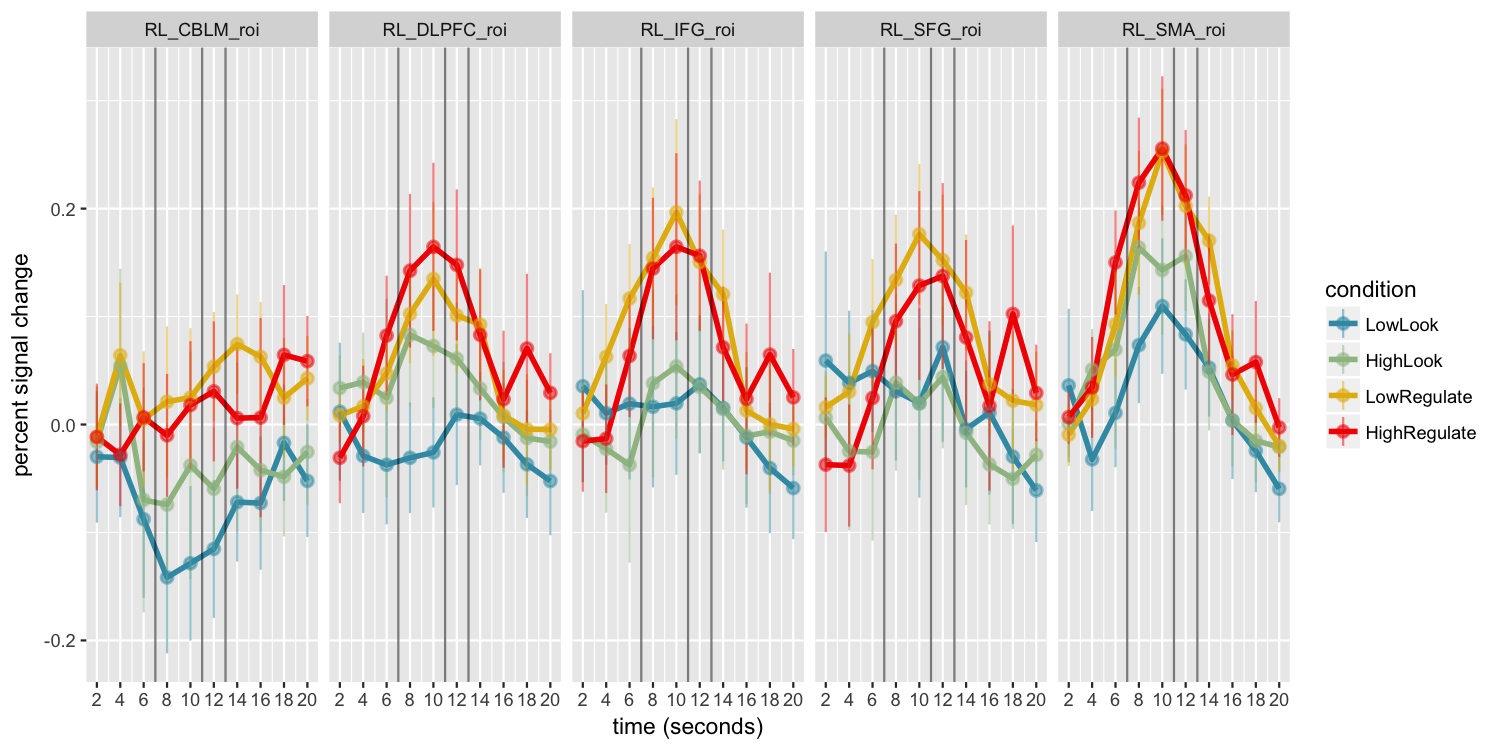 RL_CBLM_roi RL_DLPFC_roi RL_IFG_roi RL_SFG_roi RL_SMA_roi
percent signal change
0.2
0.0
-0.2
2 4 6 8 10 12 14 16 18 20 2 4 6 8 10 12 14 16 18 20 2 4 6 8 10 12 14 16 18 20 2 4 6 8 10 12 14 16 18 20 2 4 6 8 10 12 14 16 18 20
time (seconds)
condition
LowLook
HighLook
LowRegulate
HighRegulate